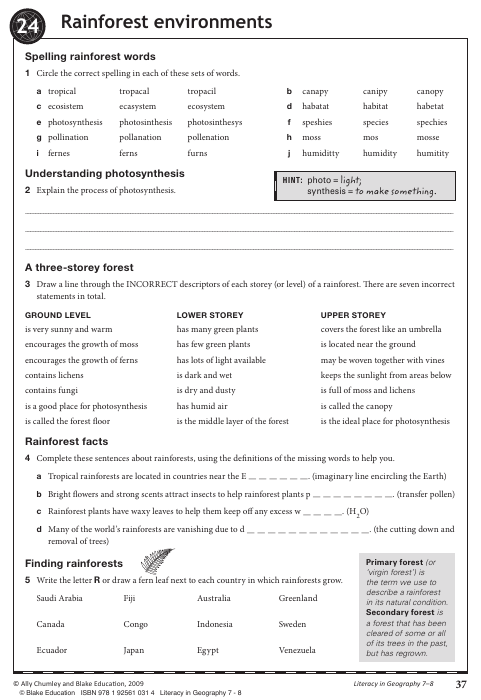 24 Rainforest environments
Spelling rainforest words
1 Circle the correct spelling in each of these sets of words.
a tropical tropacal tropacil b canapy canipy canopy
c ecosistem ecasystem ecosystem d habatat habitat habetat
e photosynthesis photosinthesis photosinthesys f speshies species spechies
g pollination pollanation pollenation h moss mos mosse
i fernes ferns furns j humiditty humidity humitity
Understanding photosynthesis
2 Explain the process of photosynthesis.
HINT: photo = light;
synthesis = to make something.
A three-storey forest
3 Draw a line through the INCORRECT descriptors of each storey (or level) of a rainforest. There are seven incorrect
statements in total.
GROUND LEVEL LOWER STOREY UPPER STOREY
is very sunny and warm has many green plants covers the forest like an umbrella
encourages the growth of moss has few green plants is located near the ground
encourages the growth of ferns has lots of light available may be woven together with vines
contains lichens is dark and wet keeps the sunlight from areas below
contains fungi is dry and dusty is full of moss and lichens
is a good place for photosynthesis has humid air is called the canopy
is called the forest floor is the middle layer of the forest is the ideal place for photosynthesis
Rainforest facts
4 Complete these sentences about rainforests, using the definitions of the missing words to help you.
a Tropical rainforests are located in countries near the E _ _ _ _ _ _. (imaginary line encircling the Earth)
b Bright flowers and strong scents attract insects to help rainforest plants p _ _ _ _ _ _ _ _. (transfer pollen)
c Rainforest plants have waxy leaves to help them keep off any excess w _ _ _ _. (H2O)
d Many of the world's rainforests are vanishing due to d _ _ _ _ _ _ _ _ _ _ _ _. (the cutting down and
removal of trees)
Finding rainforests
5 Write the letter R or draw a fern leaf next to each country in which rainforests grow.
Saudi Arabia Fiji Australia Greenland
Canada Congo Indonesia Sweden
Ecuador Japan Egypt Venezuela
Primary forest (or
'virgin forest') is
the term we use to
describe a rainforest
in its natural condition.
Secondary forest is
a forest that has been
cleared of some or all
of its trees in the past,
but has regrown.
© Ally Chumley and Blake Education, 2009 Literacy in Geography 7–8 37
© Blake Education ISBN 978 1 92561 031 4 Literacy in Geography 7 - 8